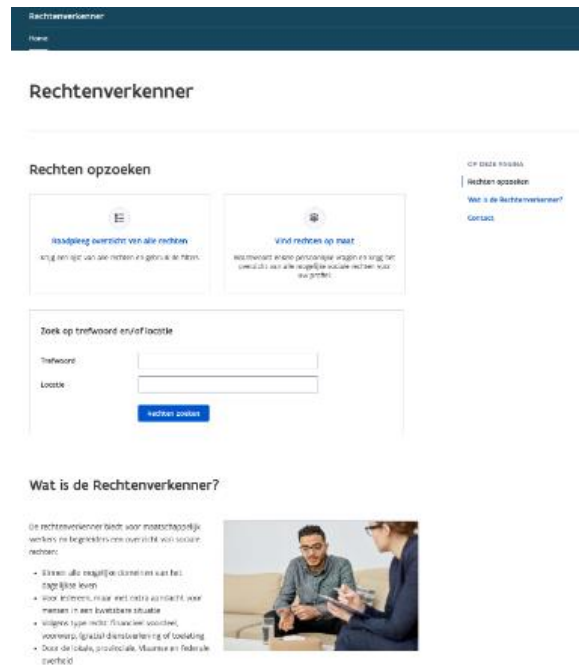 Rechtenverkenner
Home
Rechtenverkenner
Rechten opzoeken
OP DEZE PAGINA
Rechten opzoeken
Wat is de Rechtenverkenner?
Contact
Raadpleeg overzicht van alle rechten
Krijg een lijst van alle rechten en gebruik de filters.
Vind rechten op maat
Beantwoord enkele persoonlijke vragen en krijg het
overzicht van alle mogelijke sociale rechten voor
uw profiel.
Zoek op trefwoord en/of locatie
Trefwoord
Locatie
Rechten zoeken
Wat is de Rechtenverkenner?
De rechtenverkenner biedt voor maatschappelijk
werkers en begeleiders een overzicht van sociale
rechten:
Binnen alle mogelijke domeinen van het
dagelijkse leven
Voor iedereen, maar met extra aandacht voor
mensen in een kwetsbare situatie
Volgens type recht: financieel voordeel,
voorwerp, (gratis) dienstverlening of toelating
Door de lokale, provinciale, Vlaamse en federale
overheid